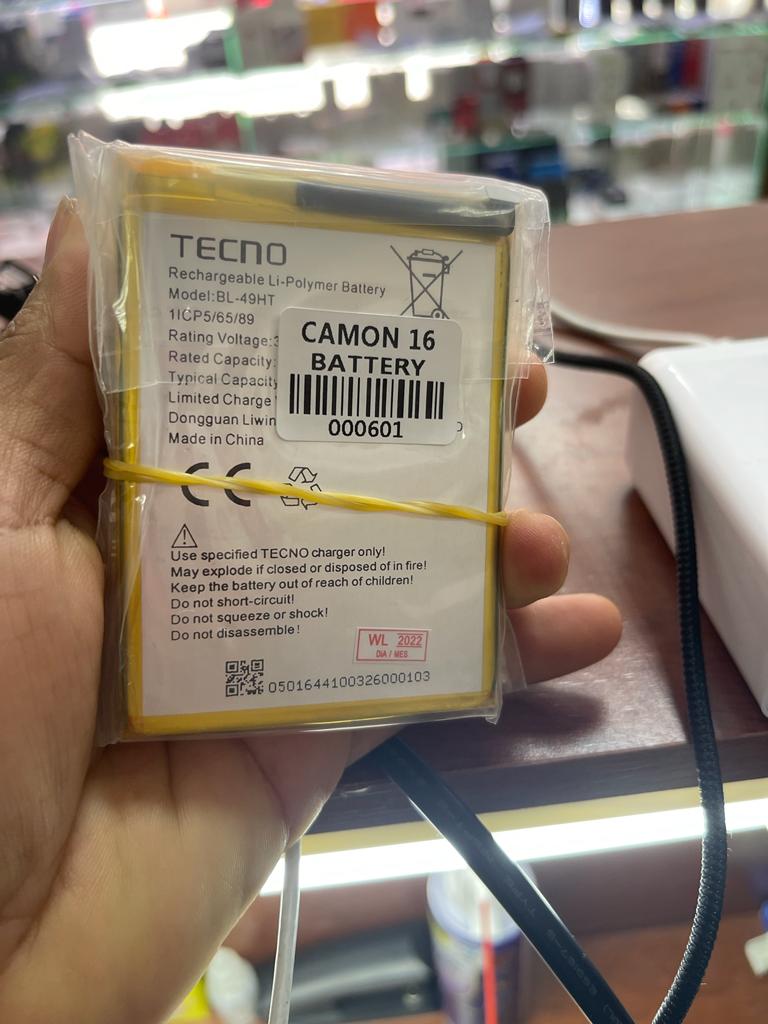 TECNO
Rechargeable Li-Polymer Battery
Model:BL-49HT
1ICP5/65/89
Rating Voltage:3
Rated Capacity:
Typical Capacity
Limited Charge
Dongguan Liwin
Made in China
CAMON 16
BATTERY
000601
CE
Use specified TECNO charger only!
May explode if closed or disposed of in fire!
Keep the battery out of reach of children!
Do not short-circuit!
Do not squeeze or shock!
Do not disassemble!
WL 2022
DIA / MES
0501644100326000103